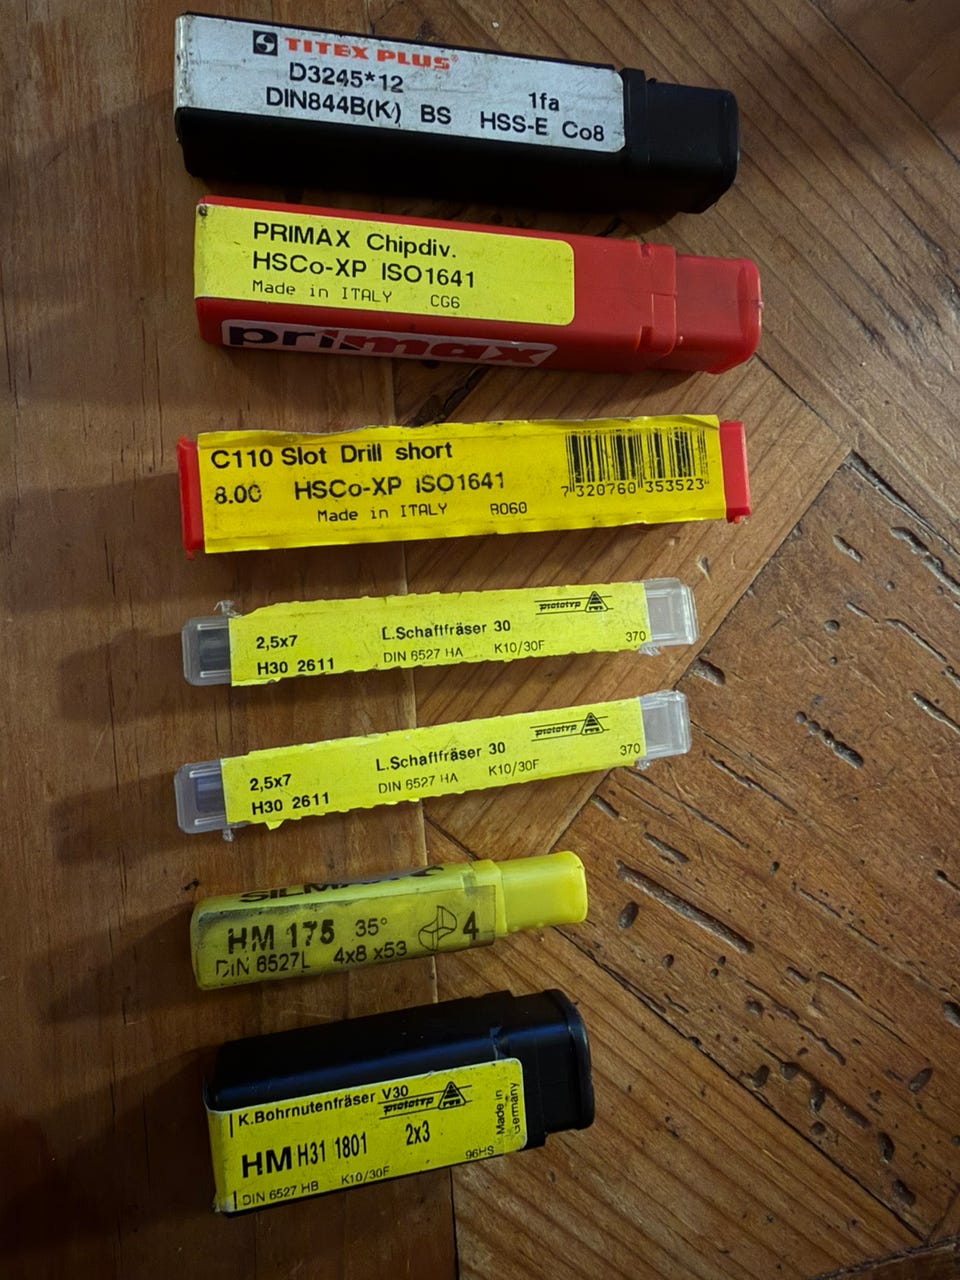 TITEX PLUS
D3245*12 1fa
DIN844B(K) BS HSS-E Co8
PRIMAX Chipdiv.
HSCo-XP ISO1641
Made in ITALY CG6
primax
C110 Slot Drill short
8.00 HSCo-XP ISO1641
Made in ITALY
7 320760 353523
prototyp
2,5x7 L.Schaftfräser 30
H30 2611 DIN 6527 HA K10/30F 370
prototyp
2,5x7 L.Schaftfräser 30
H30 2611 DIN 6527 HA K10/30F 370
HM 175 35° 4
DIN 6527L 4x8 x53
K.Bohrnutenfräser V30
prototyp
HM H31 1801 2x3
DIN 6527 HB K10/30F 96HS
Made in
Germany